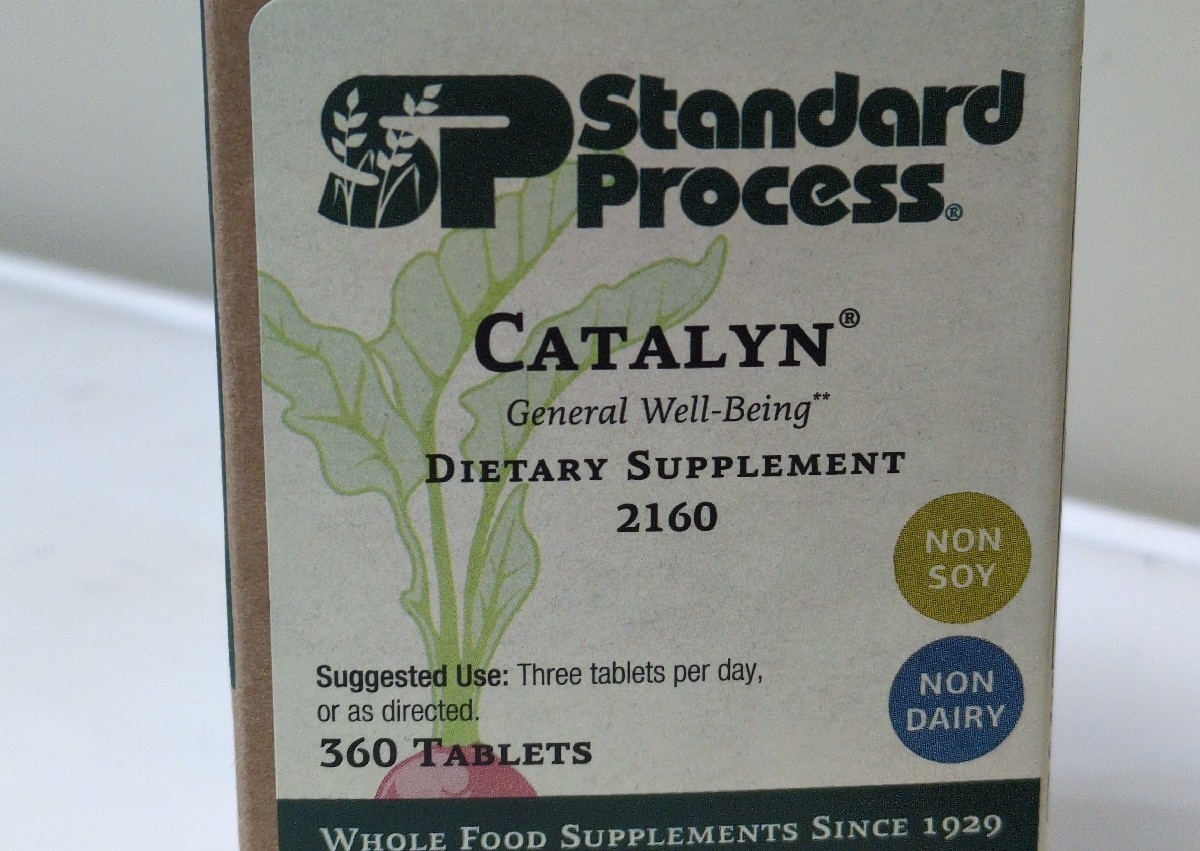 SP Standard
Process®
CATALYN®
General Well-Being**
DIETARY SUPPLEMENT
2160
NON
SOY
NON
DAIRY
Suggested Use: Three tablets per day,
or as directed.
360 TABLETS
WHOLE FOOD SUPPLEMENTS SINCE 1929